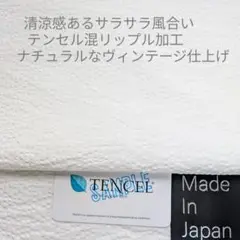 清涼感あるサラサラ風合い
テンセル混リップル加工
ナチュラルなヴィンテージ仕上げ
TENCEL
SAMPLE
Made
In
Japan